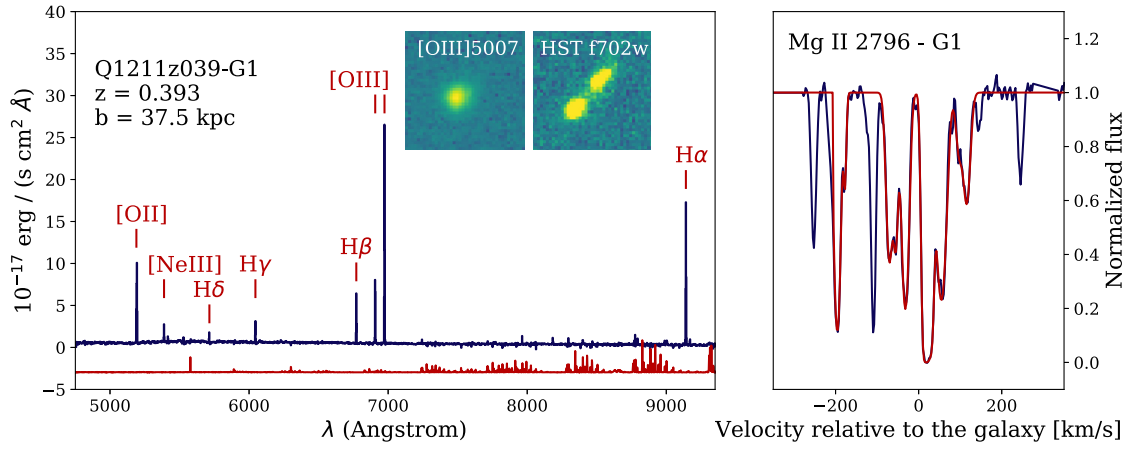 40
35
30
25
20
15
10
5
0
−5
10⁻¹⁷ erg / (s cm² Å)
Q1211z039-G1
z = 0.393
b = 37.5 kpc
[OIII]
[OIII]5007
HST f702w
Hα
[OII]
[NeIII]
Hδ
Hγ
Hβ
5000 6000 7000 8000 9000
λ (Angstrom)
Mg II 2796 - G1
1.2
1.0
0.8
0.6
0.4
0.2
0.0
Normalized flux
−200 0 200
Velocity relative to the galaxy [km/s]